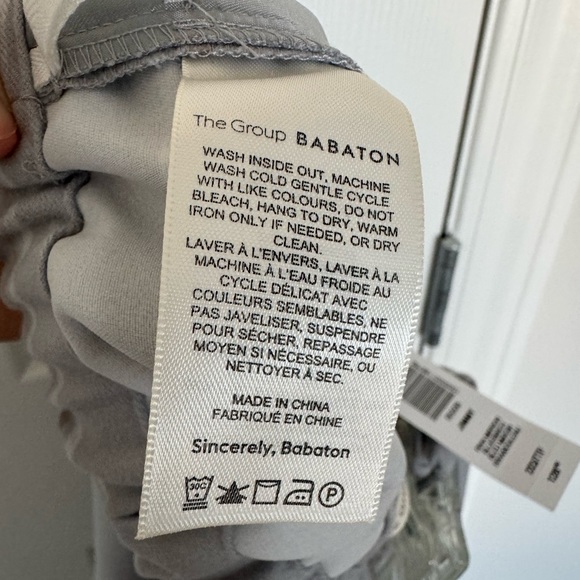 The Group BABATON
WASH INSIDE OUT, MACHINE
WASH COLD GENTLE CYCLE
WITH LIKE COLOURS, DO NOT
BLEACH, HANG TO DRY, WARM
IRON ONLY IF NEEDED, OR DRY
CLEAN.
LAVER À L'ENVERS, LAVER À LA
MACHINE À L'EAU FROIDE AU
CYCLE DÉLICAT AVEC
COULEURS SEMBLABLES, NE
PAS JAVELISER, SUSPENDRE
POUR SÉCHER, REPASSAGE
MOYEN SI NÉCESSAIRE, OU
NETTOYER À SEC.
MADE IN CHINA
FABRIQUÉ EN CHINE
Sincerely, Babaton
30C P